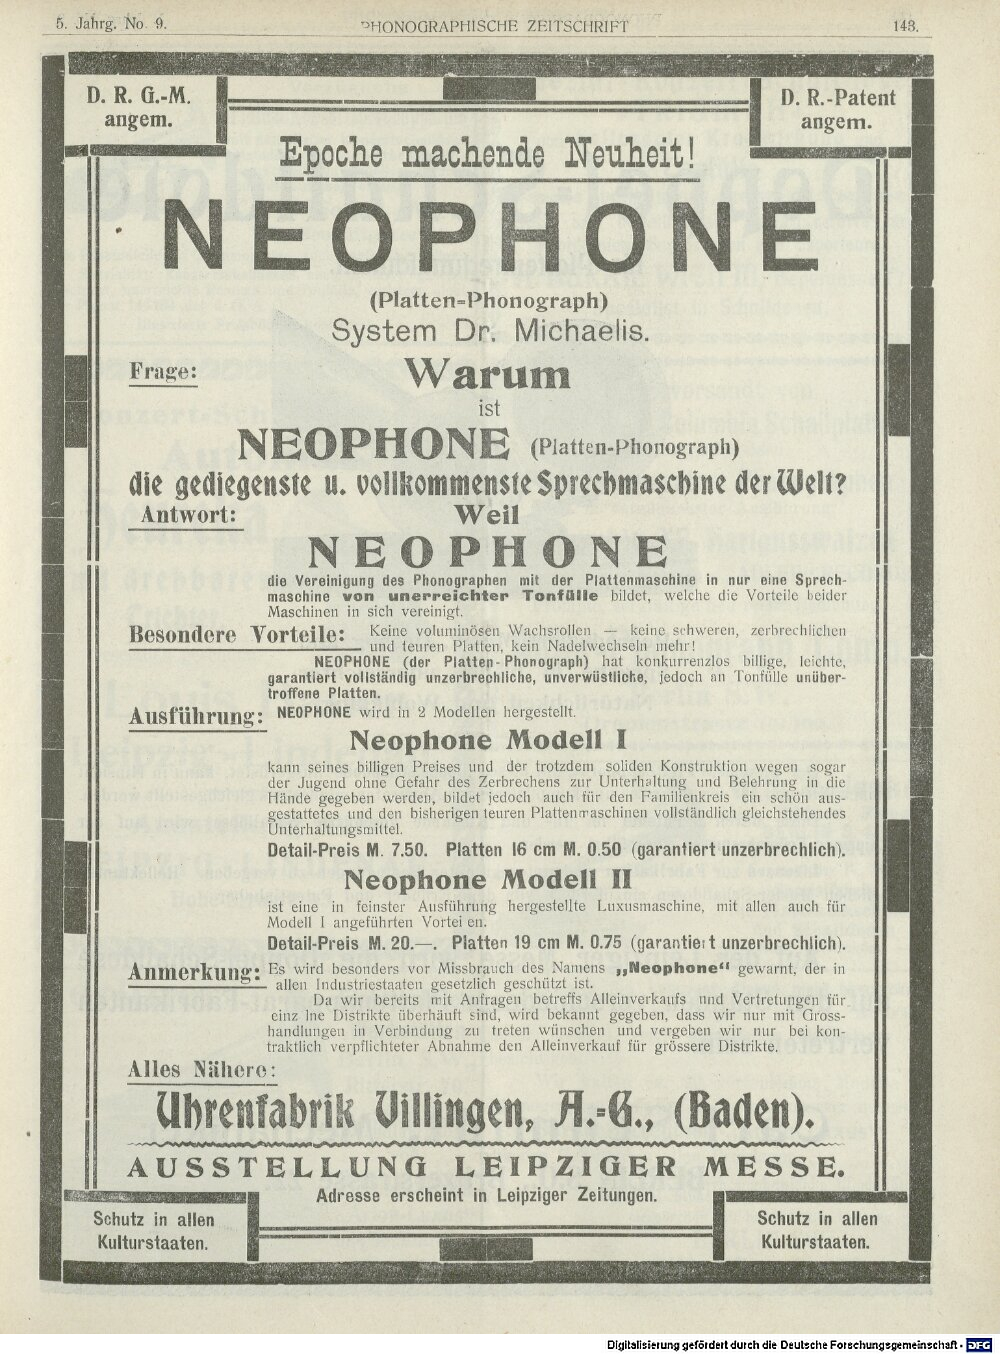 5. Jahrg. No. 9.
PHONOGRAPHISCHE ZEITSCHRIFT
143.
D. R. G.-M.
angem.
D. R.-Patent
angem.
Epoche machende Neuheit!
NEOPHONE
(Platten-Phonograph)
System Dr. Michaelis.
Frage: Warum
ist
NEOPHONE (Platten-Phonograph)
die gediegenste u. vollkommenste Sprechmaschine der Welt?
Antwort: Weil
NEOPHONE
die Vereinigung des Phonographen mit der Plattenmaschine in nur eine Sprech-
maschine von unerreichter Tonfülle bildet, welche die Vorteile beider
Maschinen in sich vereinigt.
Besondere Vorteile: Keine voluminösen Wachsrollen — keine schweren, zerbrechlichen
und teuren Platten, kein Nadelwechseln mehr!
NEOPHONE (der Platten-Phonograph) hat konkurrenzlos billige, leichte,
garantiert vollständig unzerbrechliche, unverwüstliche, jedoch an Tonfülle unüber-
troffene Platten.
Ausführung: NEOPHONE wird in 2 Modellen hergestellt.
Neophone Modell I
kann seines billigen Preises und der trotzdem soliden Konstruktion wegen sogar
der Jugend ohne Gefahr des Zerbrechens zur Unterhaltung und Belehrung in die
Hände gegeben werden, bildet jedoch auch für den Familienkreis ein schön aus-
gestattetes und den bisherigen teuren Plattenmaschinen vollständlich gleichstehendes
Unterhaltungsmittel.
Detail-Preis M. 7.50. Platten 16 cm M. 0.50 (garantiert unzerbrechlich).
Neophone Modell II
ist eine in feinster Ausführung hergestellte Luxusmaschine, mit allen auch für
Modell I angeführten Vortei en.
Detail-Preis M. 20.—. Platten 19 cm M. 0.75 (garantiert unzerbrechlich).
Anmerkung: Es wird besonders vor Missbrauch des Namens „Neophone“ gewarnt, der in
allen Industriestaaten gesetzlich geschützt ist.
Da wir bereits mit Anfragen betreffs Alleinverkaufs und Vertretungen für
einz lne Distrikte überhäuft sind, wird bekannt gegeben, dass wir nur mit Gross-
handlungen in Verbindung zu treten wünschen und vergeben wir nur bei kon-
traktlich verpflichteter Abnahme den Alleinverkauf für grössere Distrikte.
Alles Nähere:
Uhrenfabrik Villingen, A.-G., (Baden).
AUSSTELLUNG LEIPZIGER MESSE.
Adresse erscheint in Leipziger Zeitungen.
Schutz in allen
Kulturstaaten.
Schutz in allen
Kulturstaaten.
Digitalisierung gefördert durch die Deutsche Forschungsgemeinschaft - DFG